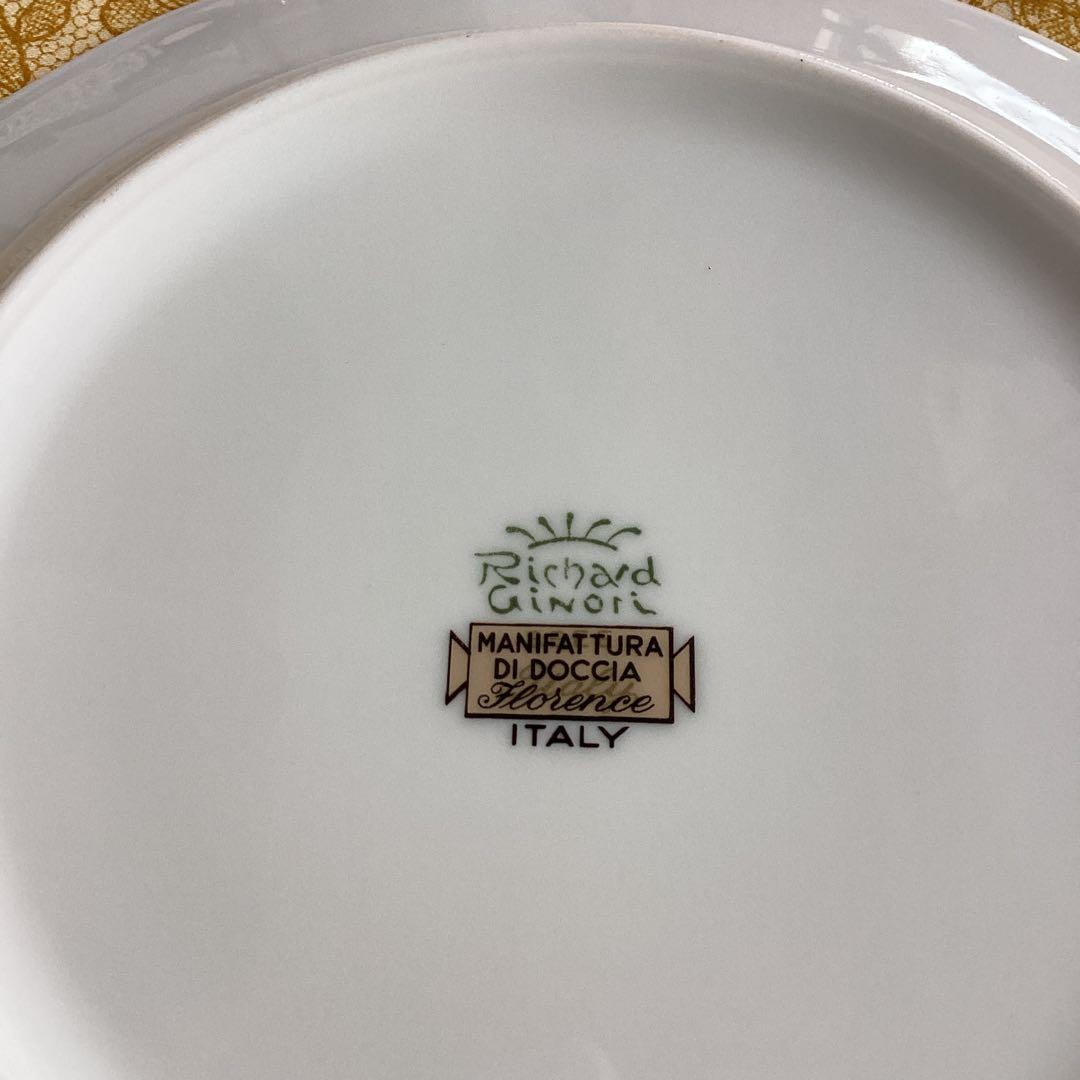 Richard
GiNORi
MANIFATTURA
DI DOCCIA
Florence
ITALY